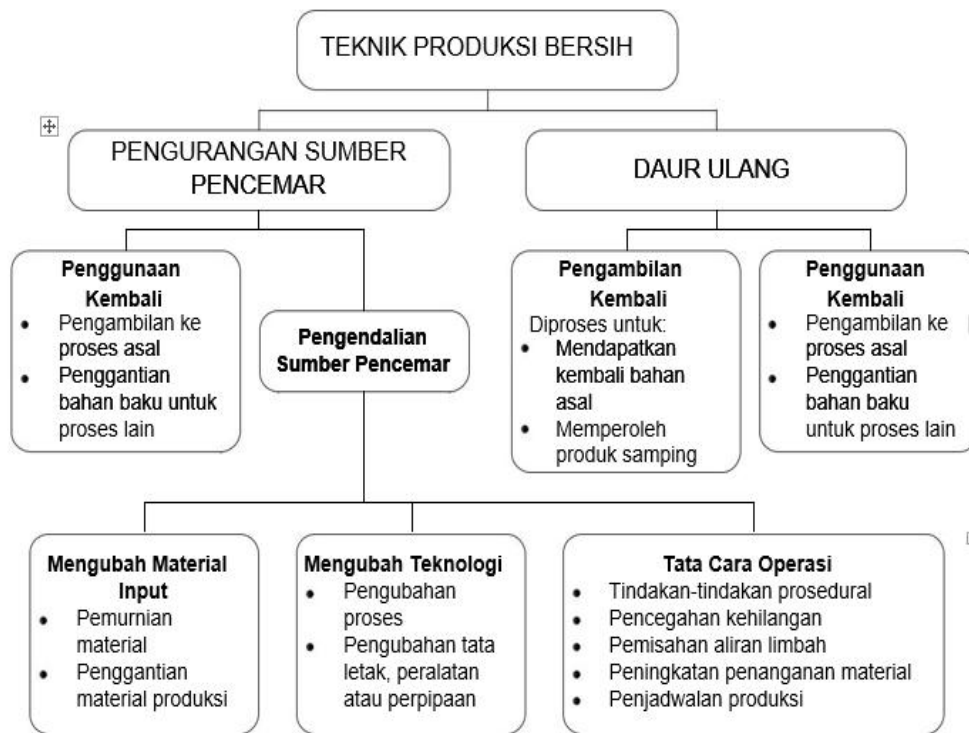 TEKNIK PRODUKSI BERSIH
PENGURANGAN SUMBER
PENCEMAR
DAUR ULANG
Penggunaan
Kembali
• Pengambilan ke
proses asal
• Penggantian
bahan baku untuk
proses lain
Pengendalian
Sumber Pencemar
Pengambilan
Kembali
Diproses untuk:
• Mendapatkan
kembali bahan
asal
• Memperoleh
produk samping
Penggunaan
Kembali
• Pengambilan ke
proses asal
• Penggantian
bahan baku
untuk proses lain
Mengubah Material
Input
• Pemurnian
material
• Penggantian
material produksi
Mengubah Teknologi
• Pengubahan
proses
• Pengubahan tata
letak, peralatan
atau perpipaan
Tata Cara Operasi
• Tindakan-tindakan prosedural
• Pencegahan kehilangan
• Pemisahan aliran limbah
• Peningkatan penanganan material
• Penjadwalan produksi